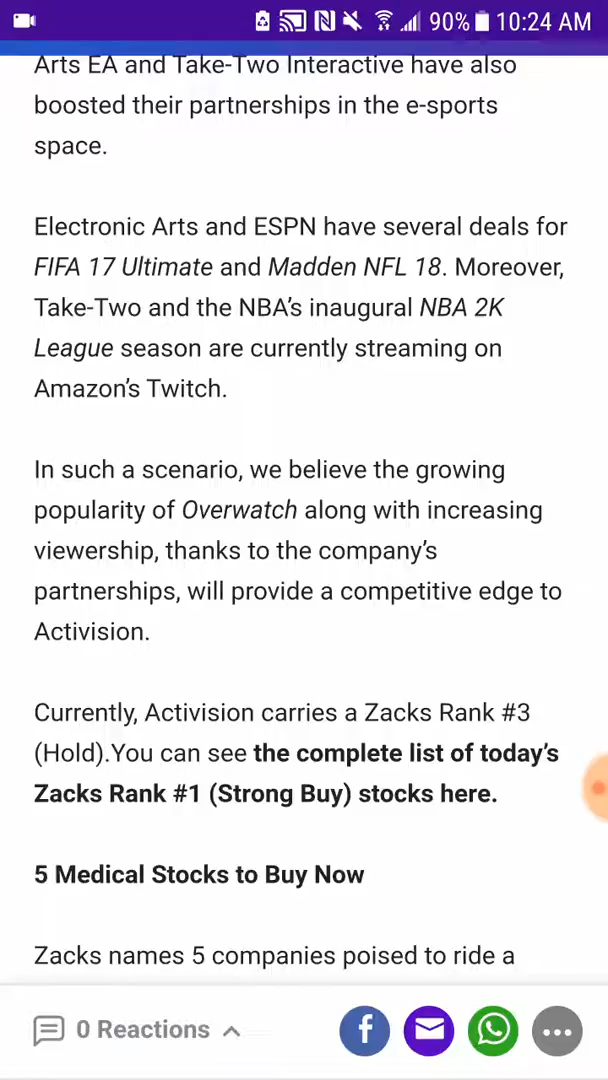 90% 10:24 AM
Arts EA and Take-Two Interactive have also
boosted their partnerships in the e-sports
space.
Electronic Arts and ESPN have several deals for
FIFA 17 Ultimate and Madden NFL 18. Moreover,
Take-Two and the NBA’s inaugural NBA 2K
League season are currently streaming on
Amazon’s Twitch.
In such a scenario, we believe the growing
popularity of Overwatch along with increasing
viewership, thanks to the company’s
partnerships, will provide a competitive edge to
Activision.
Currently, Activision carries a Zacks Rank #3
(Hold).You can see the complete list of today’s
Zacks Rank #1 (Strong Buy) stocks here.
5 Medical Stocks to Buy Now
Zacks names 5 companies poised to ride a
0 Reactions